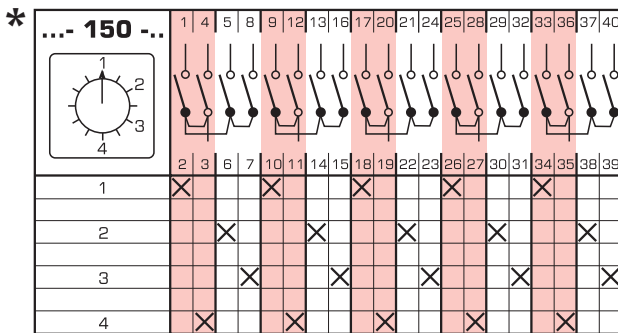 * ...- 150 -.. 1 4 5 8 9 12 13 16 17 20 21 24 25 28 29 32 33 36 37 40
1
2
3
4
2 3 6 7 10 11 14 15 18 19 22 23 26 27 30 31 34 35 38 39
1 X X X X X
2 X X X X X
3 X X X X X
4 X X X X X